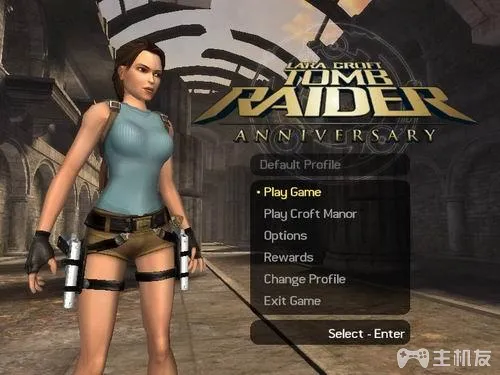 LARA CROFT
TOMB
RAIDER
ANNIVERSARY
Default Profile
• Play Game
Play Croft Manor
Options
Rewards
Change Profile
Exit Game
Select - Enter
主机友